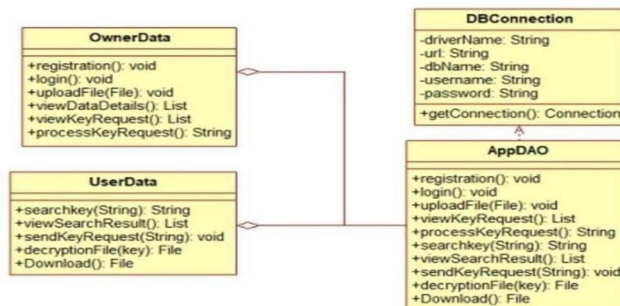 OwnerData
+registration(): void
+login(): void
+uploadFile(File): void
+viewDataDetails(): List
+viewKeyRequest(): List
+processKeyRequest(): String
UserData
+searchkey(String): String
+viewSearchResult(): List
+sendKeyRequest(String): void
+decryptionFile(key): File
+Download(): File
DBConnection
-driverName: String
-url: String
-dbName: String
-username: String
-password: String
+getConnection(): Connection
AppDAO
+registration(): void
+login(): void
+uploadFile(File): void
+viewKeyRequest(): List
+processKeyRequest(): String
+searchkey(String): String
+viewSearchResult(): List
+sendKeyRequest(String): void
+decryptionFile(key): File
+Download(): File